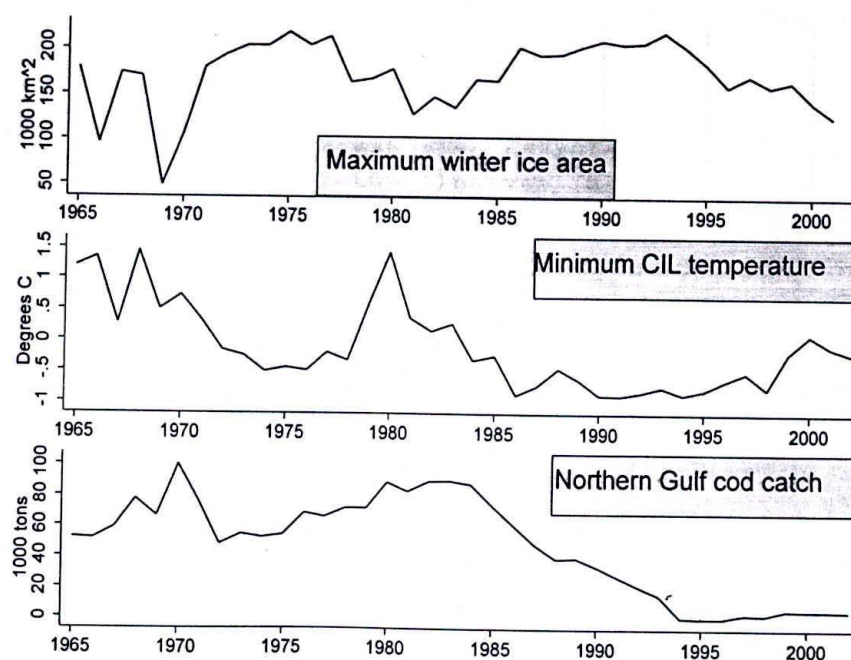 1000 km^2
200
150
100
50
Maximum winter ice area
1965 1970 1975 1980 1985 1990 1995 2000
Degrees C
1.5
1
.5
0
-.5
-1
Minimum CIL temperature
1965 1970 1975 1980 1985 1990 1995 2000
1000 tons
100
80
60
40
20
0
Northern Gulf cod catch
1965 1970 1975 1980 1985 1990 1995 2000